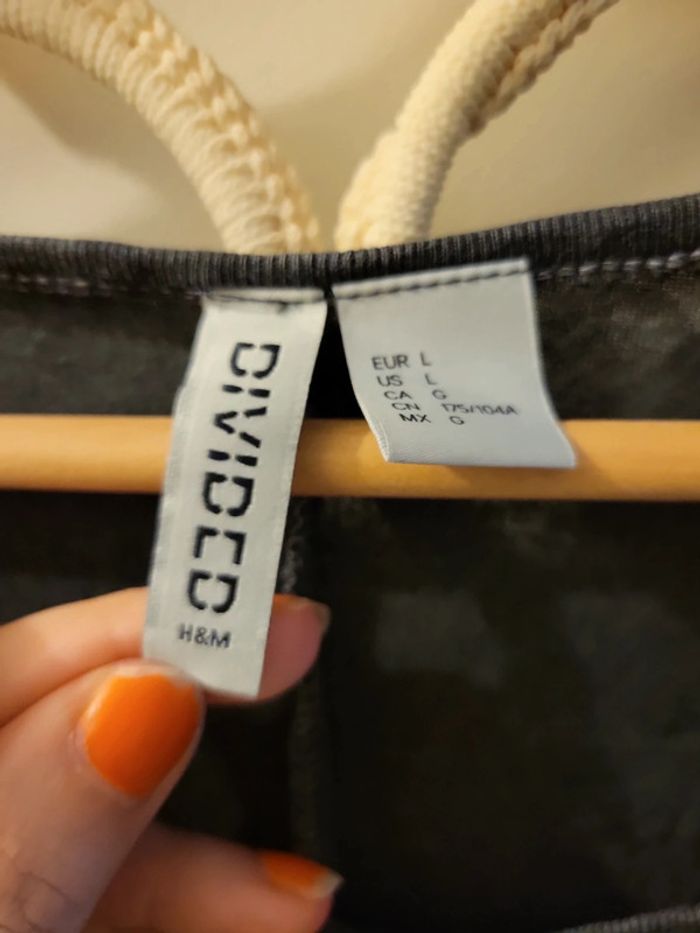 DIVIDED
H&M
EUR L
US L
CA G
CN 175/104A
MX G